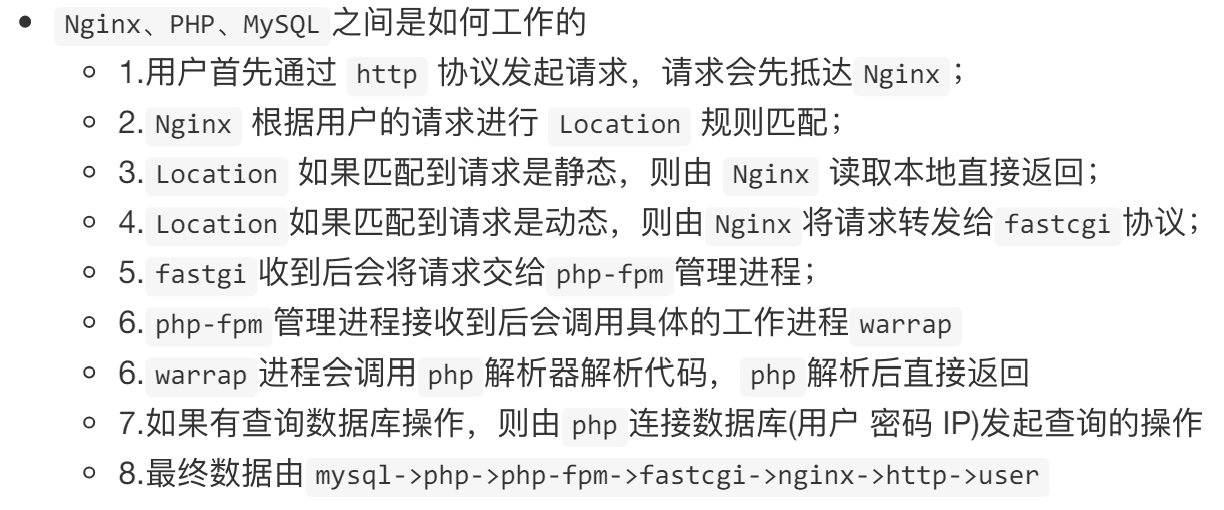 Nginx、PHP、MySQL之间是如何工作的
1.用户首先通过 http 协议发起请求，请求会先抵达 Nginx；
2. Nginx 根据用户的请求进行 Location 规则匹配；
3. Location 如果匹配到请求是静态，则由 Nginx 读取本地直接返回；
4. Location 如果匹配到请求是动态，则由 Nginx 将请求转发给 fastcgi 协议；
5. fastgi 收到后会将请求交给 php-fpm 管理进程；
6. php-fpm 管理进程接收到后会调用具体的工作进程 warrap
6. warrap 进程会调用 php 解析器解析代码， php 解析后直接返回
7.如果有查询数据库操作，则由 php 连接数据库(用户 密码 IP)发起查询的操作
8.最终数据由 mysql->php->php-fpm->fastcgi->nginx->http->user